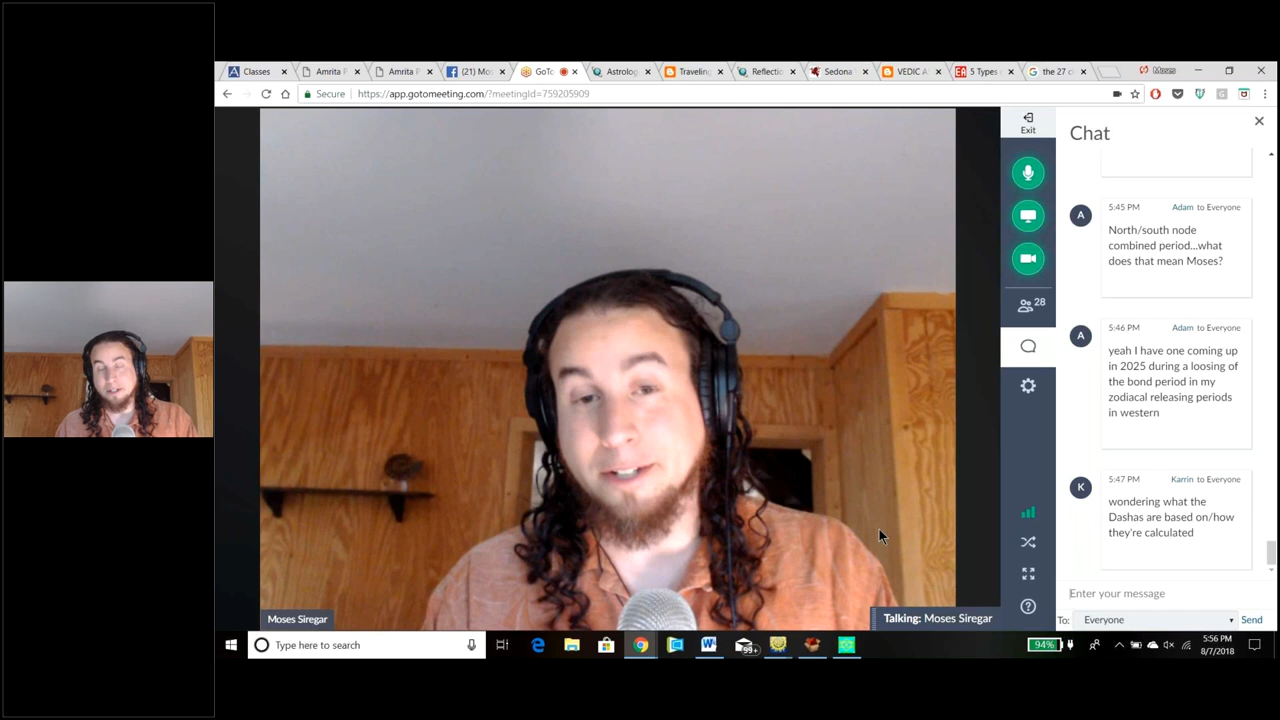 Classes
Amrita P
Amrita P
(21) Mos
GoTo
Astrolog
Traveling
Reflectio
Sedona
VEDIC A
5 Types
the 27 c
Moses
Secure
https://app.gotomeeting.com/?meetingId=759205909
Exit
28
Chat
A
5:45 PM
Adam to Everyone
North/south node
combined period...what
does that mean Moses?
A
5:46 PM
Adam to Everyone
yeah I have one coming up
in 2025 during a loosing of
the bond period in my
zodiacal releasing periods
in western
K
5:47 PM
Karrin to Everyone
wondering what the
Dashas are based on/how
they're calculated
Enter your message
To:
Everyone
Send
Moses Siregar
Talking: Moses Siregar
Type here to search
99+
94%
5:56 PM
8/7/2018